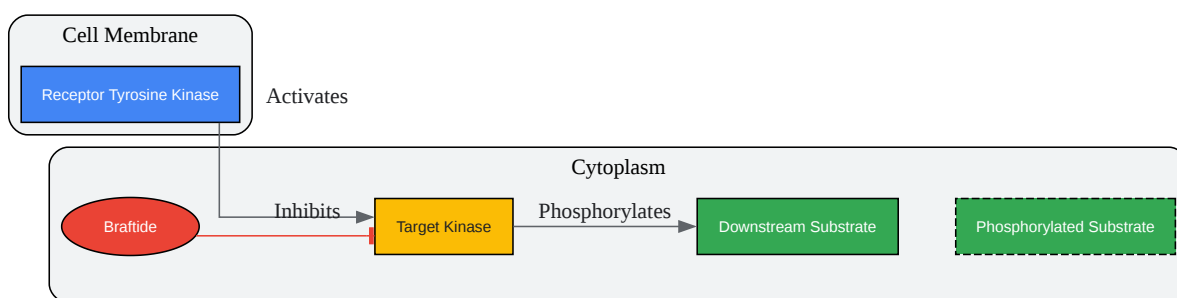 Cell Membrane
Receptor Tyrosine Kinase
Activates
Cytoplasm
Braftide
Inhibits
Target Kinase
Phosphorylates
Downstream Substrate
Phosphorylated Substrate